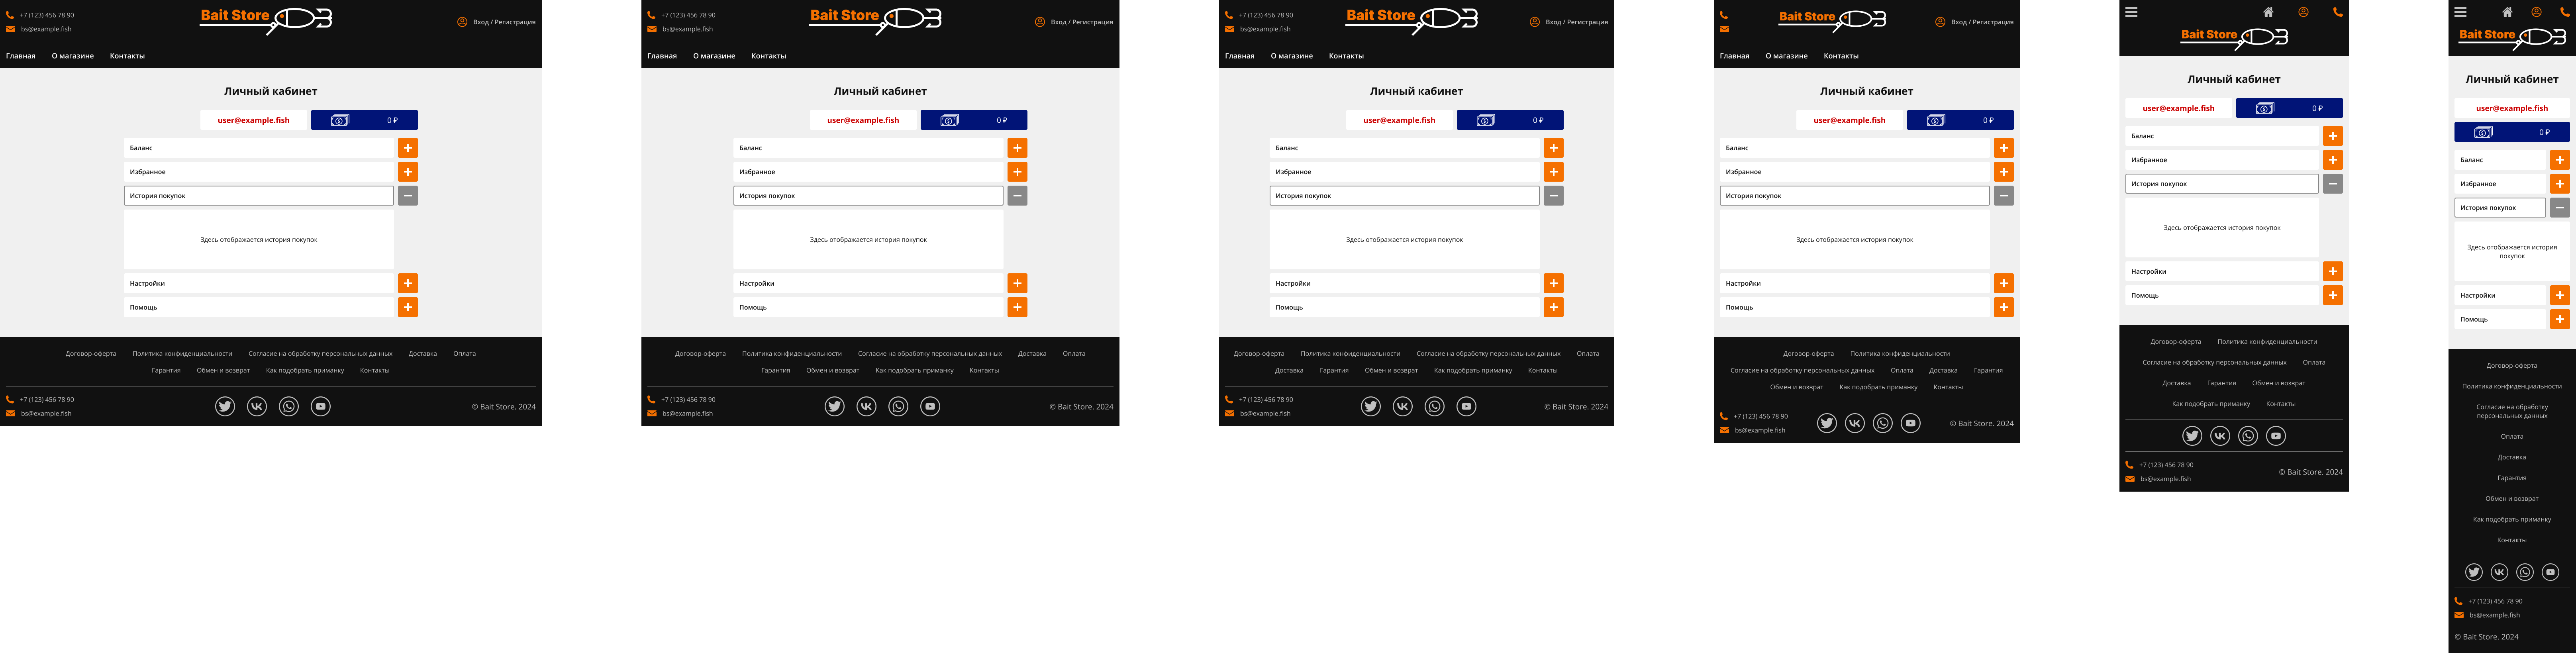 +7 (123) 456 78 90
bs@example.fish
Bait Store
Вход / Регистрация
Главная О магазине Контакты
Личный кабинет
user@example.fish 0 ₽
Баланс
Избранное
История покупок
Здесь отображается история покупок
Настройки
Помощь
Договор-оферта Политика конфиденциальности Согласие на обработку персональных данных Доставка Оплата
Гарантия Обмен и возврат Как подобрать приманку Контакты
+7 (123) 456 78 90
bs@example.fish
© Bait Store. 2024
+7 (123) 456 78 90
bs@example.fish
Bait Store
Вход / Регистрация
Главная О магазине Контакты
Личный кабинет
user@example.fish 0 ₽
Баланс
Избранное
История покупок
Здесь отображается история покупок
Настройки
Помощь
Договор-оферта Политика конфиденциальности Согласие на обработку персональных данных Доставка Оплата
Гарантия Обмен и возврат Как подобрать приманку Контакты
+7 (123) 456 78 90
bs@example.fish
© Bait Store. 2024
+7 (123) 456 78 90
bs@example.fish
Bait Store
Вход / Регистрация
Главная О магазине Контакты
Личный кабинет
user@example.fish 0 ₽
Баланс
Избранное
История покупок
Здесь отображается история покупок
Настройки
Помощь
Договор-оферта Политика конфиденциальности Согласие на обработку персональных данных Оплата
Доставка Гарантия Обмен и возврат Как подобрать приманку Контакты
+7 (123) 456 78 90
bs@example.fish
© Bait Store. 2024
Bait Store
Вход / Регистрация
Главная О магазине Контакты
Личный кабинет
user@example.fish 0 ₽
Баланс
Избранное
История покупок
Здесь отображается история покупок
Настройки
Помощь
Договор-оферта Политика конфиденциальности
Согласие на обработку персональных данных Оплата Доставка Гарантия
Обмен и возврат Как подобрать приманку Контакты
+7 (123) 456 78 90
bs@example.fish
© Bait Store. 2024
Bait Store
Личный кабинет
user@example.fish 0 ₽
Баланс
Избранное
История покупок
Здесь отображается история покупок
Настройки
Помощь
Договор-оферта Политика конфиденциальности
Согласие на обработку персональных данных Оплата
Доставка Гарантия Обмен и возврат
Как подобрать приманку Контакты
+7 (123) 456 78 90
bs@example.fish
© Bait Store. 2024
Bait Store
Личный кабинет
user@example.fish
0 ₽
Баланс
Избранное
История покупок
Здесь отображается история
покупок
Настройки
Помощь
Договор-оферта
Политика конфиденциальности
Согласие на обработку
персональных данных
Оплата
Доставка
Гарантия
Обмен и возврат
Как подобрать приманку
Контакты
+7 (123) 456 78 90
bs@example.fish
© Bait Store. 2024